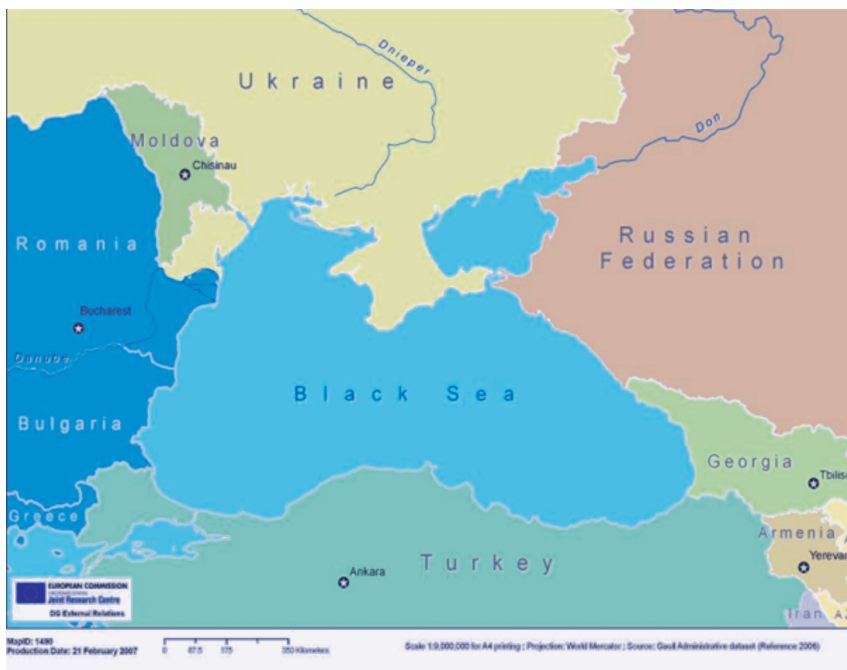 Dnieper
Ukraine
Don
Moldova
Chisinau
Romania
Russian
Federation
Bucharest
Danube
Black Sea
Bulgaria
Georgia
Tbilis
Greece
Armenia
Turkey
Ankara
Yerevan
Iran
AZ
EUROPEAN COMMISSION
Joint Research Centre
DG External Relations
MapID: 1490
Production Date: 21 February 2007
0 87.5 175 350 Kilometers
Scale 1:9,000,000 for A4 printing ; Projection: World Mercator ; Source: Gaul Administrative dataset (Reference 2006)